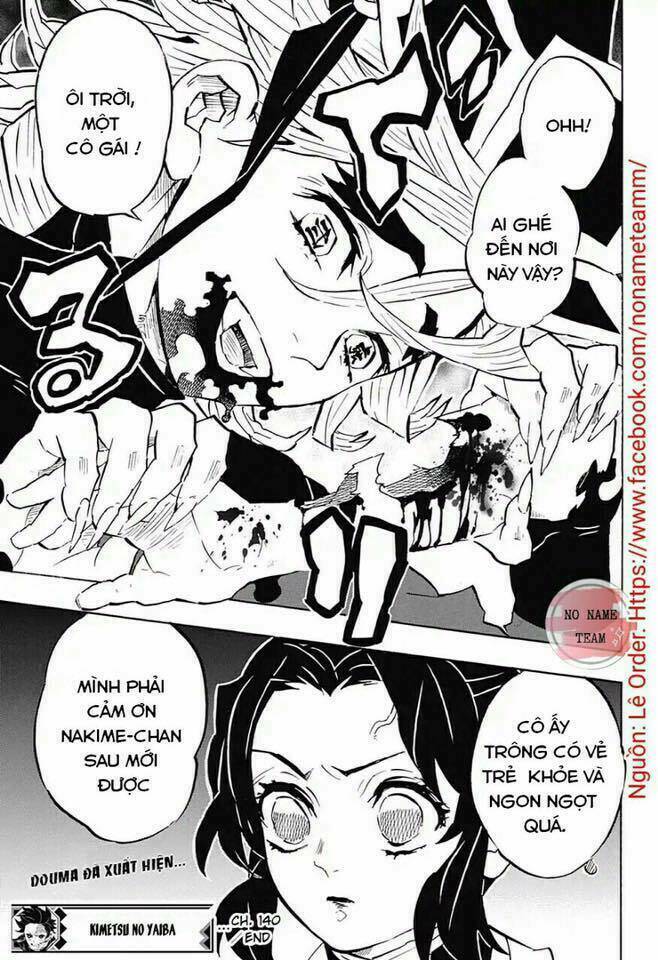 OHH!
AI GHÉ
ĐẾN NƠI
NÀY VẬY?
ÔI TRỜI,
MỘT
CÔ GÁI !
CÔ ẤY
TRÔNG CÓ VẺ
TRẺ KHỎE VÀ
NGON NGỌT
QUÁ.
MÌNH PHẢI
CẢM ƠN
NAKIME-CHAN
SAU MỚI
ĐƯỢC
DOUMA ĐÃ XUẤT HIỆN...
KIMETSU NO YAIBA
...CH. 140
END
NO NAME
TEAM
Nguồn: Lê Order. Https://www.facebook.com/nonameteamm/